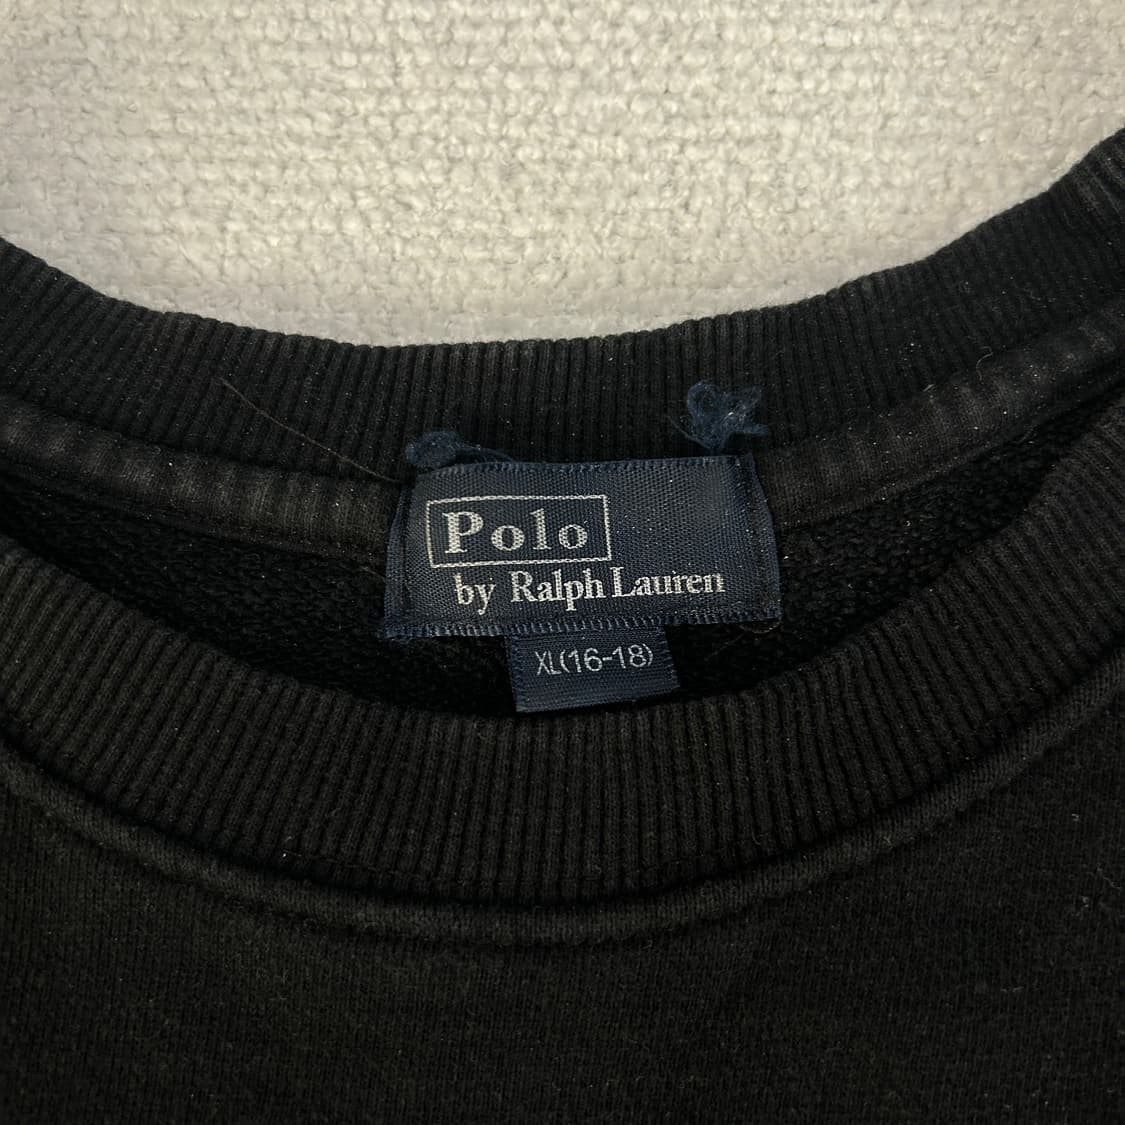 Polo
by Ralph Lauren
XL(16-18)